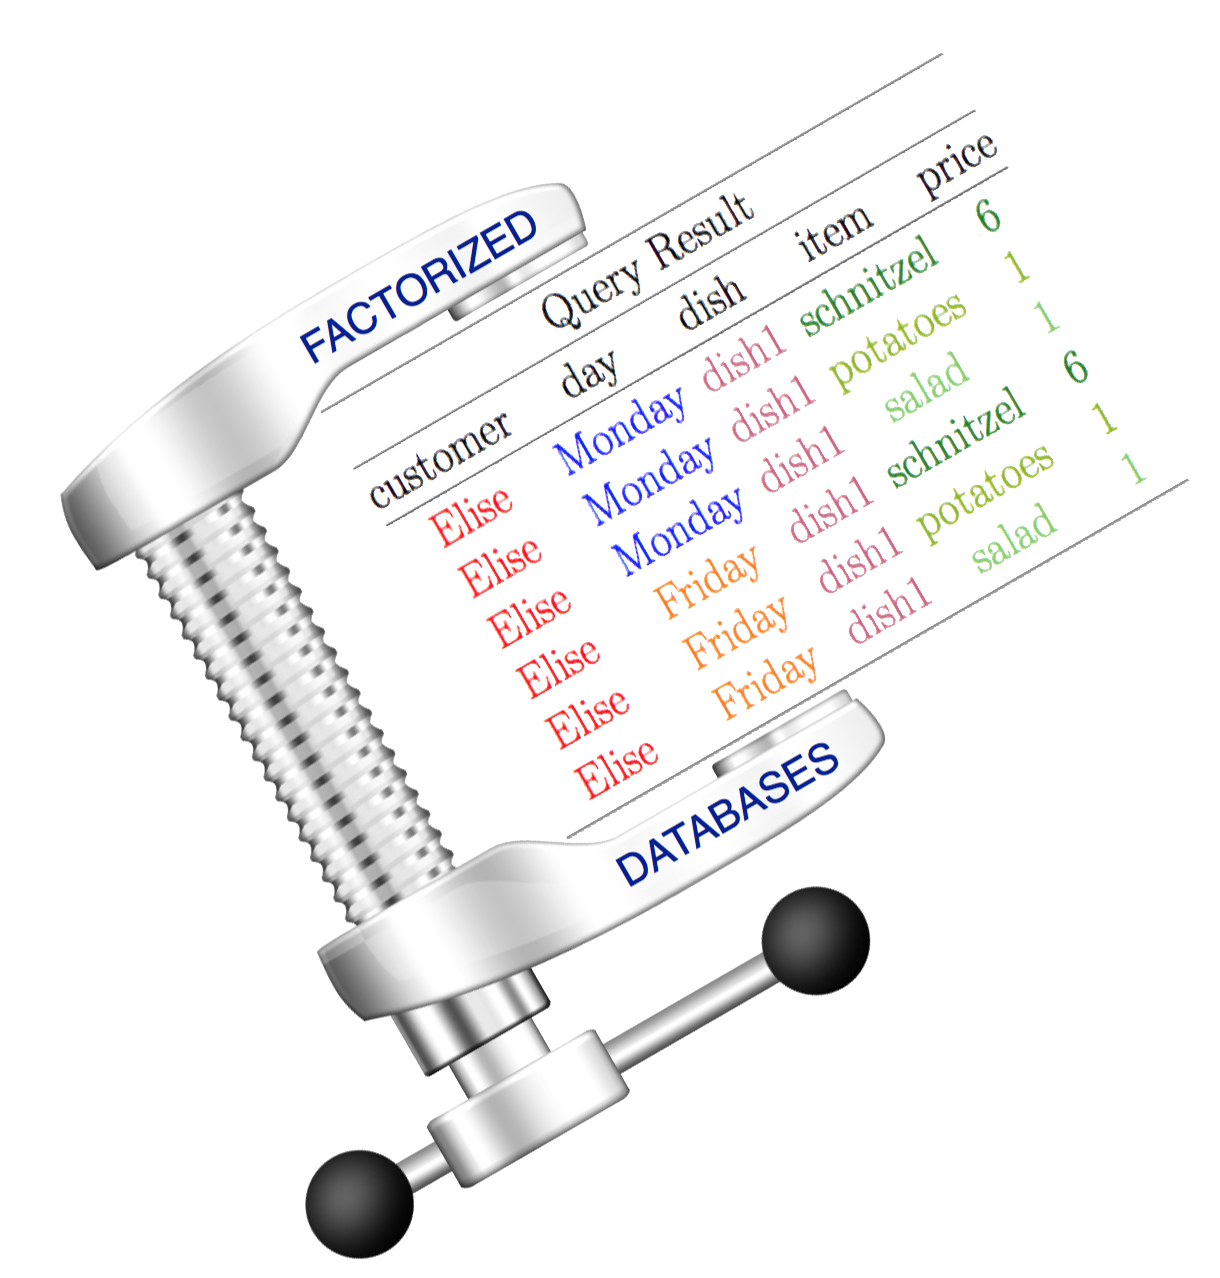 FACTORIZED
Query Result
customer day dish item price
Elise Monday dish1 schnitzel 6
Elise Monday dish1 potatoes 1
Elise Monday dish1 salad 1
Elise Friday dish1 schnitzel 6
Elise Friday dish1 potatoes 1
Elise Friday dish1 salad 1
DATABASES